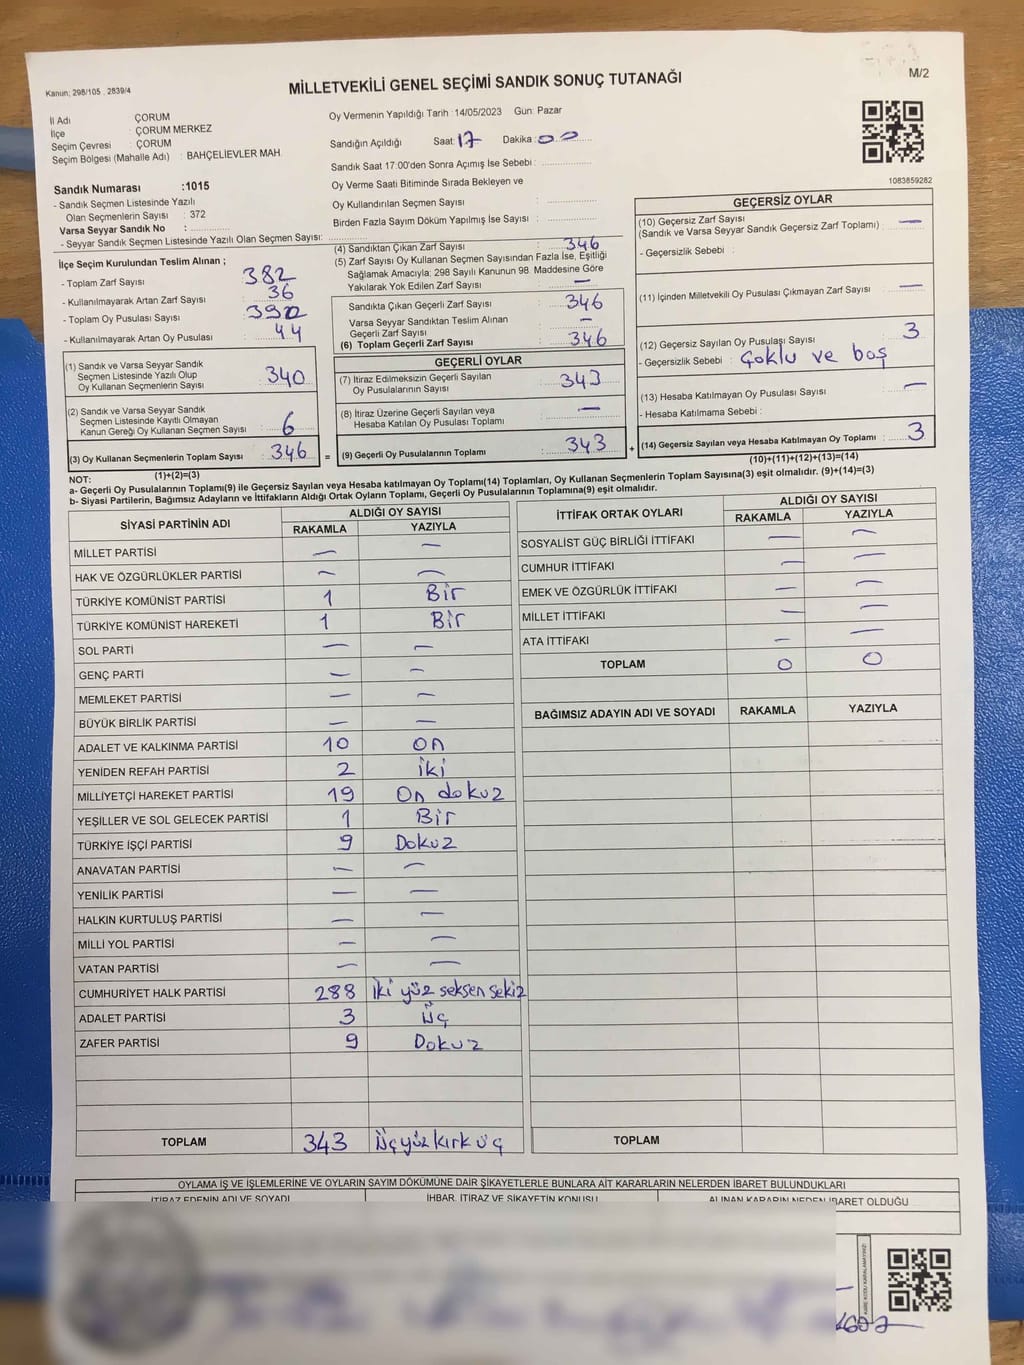 Kanun: 298/105 , 2839/4
MİLLETVEKİLİ GENEL SEÇİMİ SANDIK SONUÇ TUTANAĞI
M/2
İl Adı ÇORUM
İlçe : ÇORUM MERKEZ
Seçim Çevresi : ÇORUM
Seçim Bölgesi (Mahalle Adı) : BAHÇELİEVLER MAH.
Oy Vermenin Yapıldığı Tarih :14/05/2023 Gün: Pazar
Sandığın Açıldığı Saat: 17 Dakika: 00
Sandık Saat 17:00'den Sonra Açımış İse Sebebi :
Oy Verme Saati Bitiminde Sırada Bekleyen ve
Oy Kullandırılan Seçmen Sayısı :
Birden Fazla Sayım Döküm Yapılmış İse Sayısı :
1083859282
Sandık Numarası :1015
- Sandık Seçmen Listesinde Yazılı
Olan Seçmenlerin Sayısı : 372
Varsa Seyyar Sandık No :
- Seyyar Sandık Seçmen Listesinde Yazılı Olan Seçmen Sayısı:
İlçe Seçim Kurulundan Teslim Alınan ;
- Toplam Zarf Sayısı 382
- Kullanılmayarak Artan Zarf Sayısı 36
- Toplam Oy Pusulası Sayısı 390
- Kullanılmayarak Artan Oy Pusulası 44
(1) Sandık ve Varsa Seyyar Sandık
Seçmen Listesinde Yazılı Olup
Oy Kullanan Seçmenlerin Sayısı 340
(2) Sandık ve Varsa Seyyar Sandık
Seçmen Listesinde Kayıtlı Olmayan
Kanun Gereği Oy Kullanan Seçmen Sayısı : 6
(3) Oy Kullanan Seçmenlerin Toplam Sayısı : 346 =
(1)+(2)=(3)
(4) Sandıktan Çıkan Zarf Sayısı : 346
(5) Zarf Sayısı Oy Kullanan Seçmen Sayısından Fazla İse, Eşitliği
Sağlamak Amacıyla: 298 Sayılı Kanunun 98. Maddesine Göre
Yakılarak Yok Edilen Zarf Sayısı : —
Sandıkta Çıkan Geçerli Zarf Sayısı 346
Varsa Seyyar Sandıktan Teslim Alınan
Geçerli Zarf Sayısı —
(6) Toplam Geçerli Zarf Sayısı : 346
GEÇERLİ OYLAR
(7) İtiraz Edilmeksizin Geçerli Sayılan
Oy Pusulalarının Sayısı : 343
(8) İtiraz Üzerine Geçerli Sayılan veya
Hesaba Katılan Oy Pusulası Toplamı : —
(9) Geçerli Oy Pusulalarının Toplamı : 343 +
GEÇERSİZ OYLAR
(10) Geçersiz Zarf Sayısı
(Sandık ve Varsa Seyyar Sandık Geçersiz Zarf Toplamı) : —
- Geçersizlik Sebebi :
(11) İçinden Milletvekili Oy Pusulası Çıkmayan Zarf Sayısı : —
(12) Geçersiz Sayılan Oy Pusulası Sayısı : 3
- Geçersizlik Sebebi : Çoklu ve boş
(13) Hesaba Katılmayan Oy Pusulası Sayısı : —
- Hesaba Katılmama Sebebi :
(14) Geçersiz Sayılan veya Hesaba Katılmayan Oy Toplamı : 3
(10)+(11)+(12)+(13)=(14)
NOT:
a- Geçerli Oy Pusulalarının Toplamı(9) ile Geçersiz Sayılan veya Hesaba katılmayan Oy Toplamı(14) Toplamları, Oy Kullanan Seçmenlerin Toplam Sayısına(3) eşit olmalıdır. (9)+(14)=(3)
b- Siyasi Partilerin, Bağımsız Adayların ve İttifakların Aldığı Ortak Oyların Toplamı, Geçerli Oy Pusulalarının Toplamına(9) eşit olmalıdır.
SİYASİ PARTİNİN ADI ALDIĞI OY SAYISI
RAKAMLA YAZIYLA
MİLLET PARTİSİ — —
HAK VE ÖZGÜRLÜKLER PARTİSİ — —
TÜRKİYE KOMÜNİST PARTİSİ 1 Bir
TÜRKİYE KOMÜNİST HAREKETİ 1 Bir
SOL PARTİ — —
GENÇ PARTİ — —
MEMLEKET PARTİSİ — —
BÜYÜK BİRLİK PARTİSİ — —
ADALET VE KALKINMA PARTİSİ 10 on
YENİDEN REFAH PARTİSİ 2 iki
MİLLİYETÇİ HAREKET PARTİSİ 19 On dokuz
YEŞİLLER VE SOL GELECEK PARTİSİ 1 Bir
TÜRKİYE İŞÇİ PARTİSİ 9 Dokuz
ANAVATAN PARTİSİ — —
YENİLİK PARTİSİ — —
HALKIN KURTULUŞ PARTİSİ — —
MİLLİ YOL PARTİSİ — —
VATAN PARTİSİ — —
CUMHURİYET HALK PARTİSİ 288 iki yüz seksen sekiz
ADALET PARTİSİ 3 üç
ZAFER PARTİSİ 9 Dokuz
TOPLAM 343 üçyüzkırk üç
İTTİFAK ORTAK OYLARI ALDIĞI OY SAYISI
RAKAMLA YAZIYLA
SOSYALİST GÜÇ BİRLİĞİ İTTİFAKI — —
CUMHUR İTTİFAKI — —
EMEK VE ÖZGÜRLÜK İTTİFAKI — —
MİLLET İTTİFAKI — —
ATA İTTİFAKI — —
TOPLAM 0 0
BAĞIMSIZ ADAYIN ADI VE SOYADI RAKAMLA YAZIYLA
TOPLAM
OYLAMA İŞ VE İŞLEMLERİNE VE OYLARIN SAYIM DÖKÜMÜNE DAİR ŞİKAYETLERLE BUNLARA AİT KARARLARIN NELERDEN İBARET BULUNDUKLARI
İTİRAZ EDENİN ADI VE SOYADI İHBAR, İTİRAZ VE ŞİKAYETİN KONUSU ALINAN KARARIN NEDEN İBARET OLDUĞU
KARE KODU KARALAMAYINIZ!